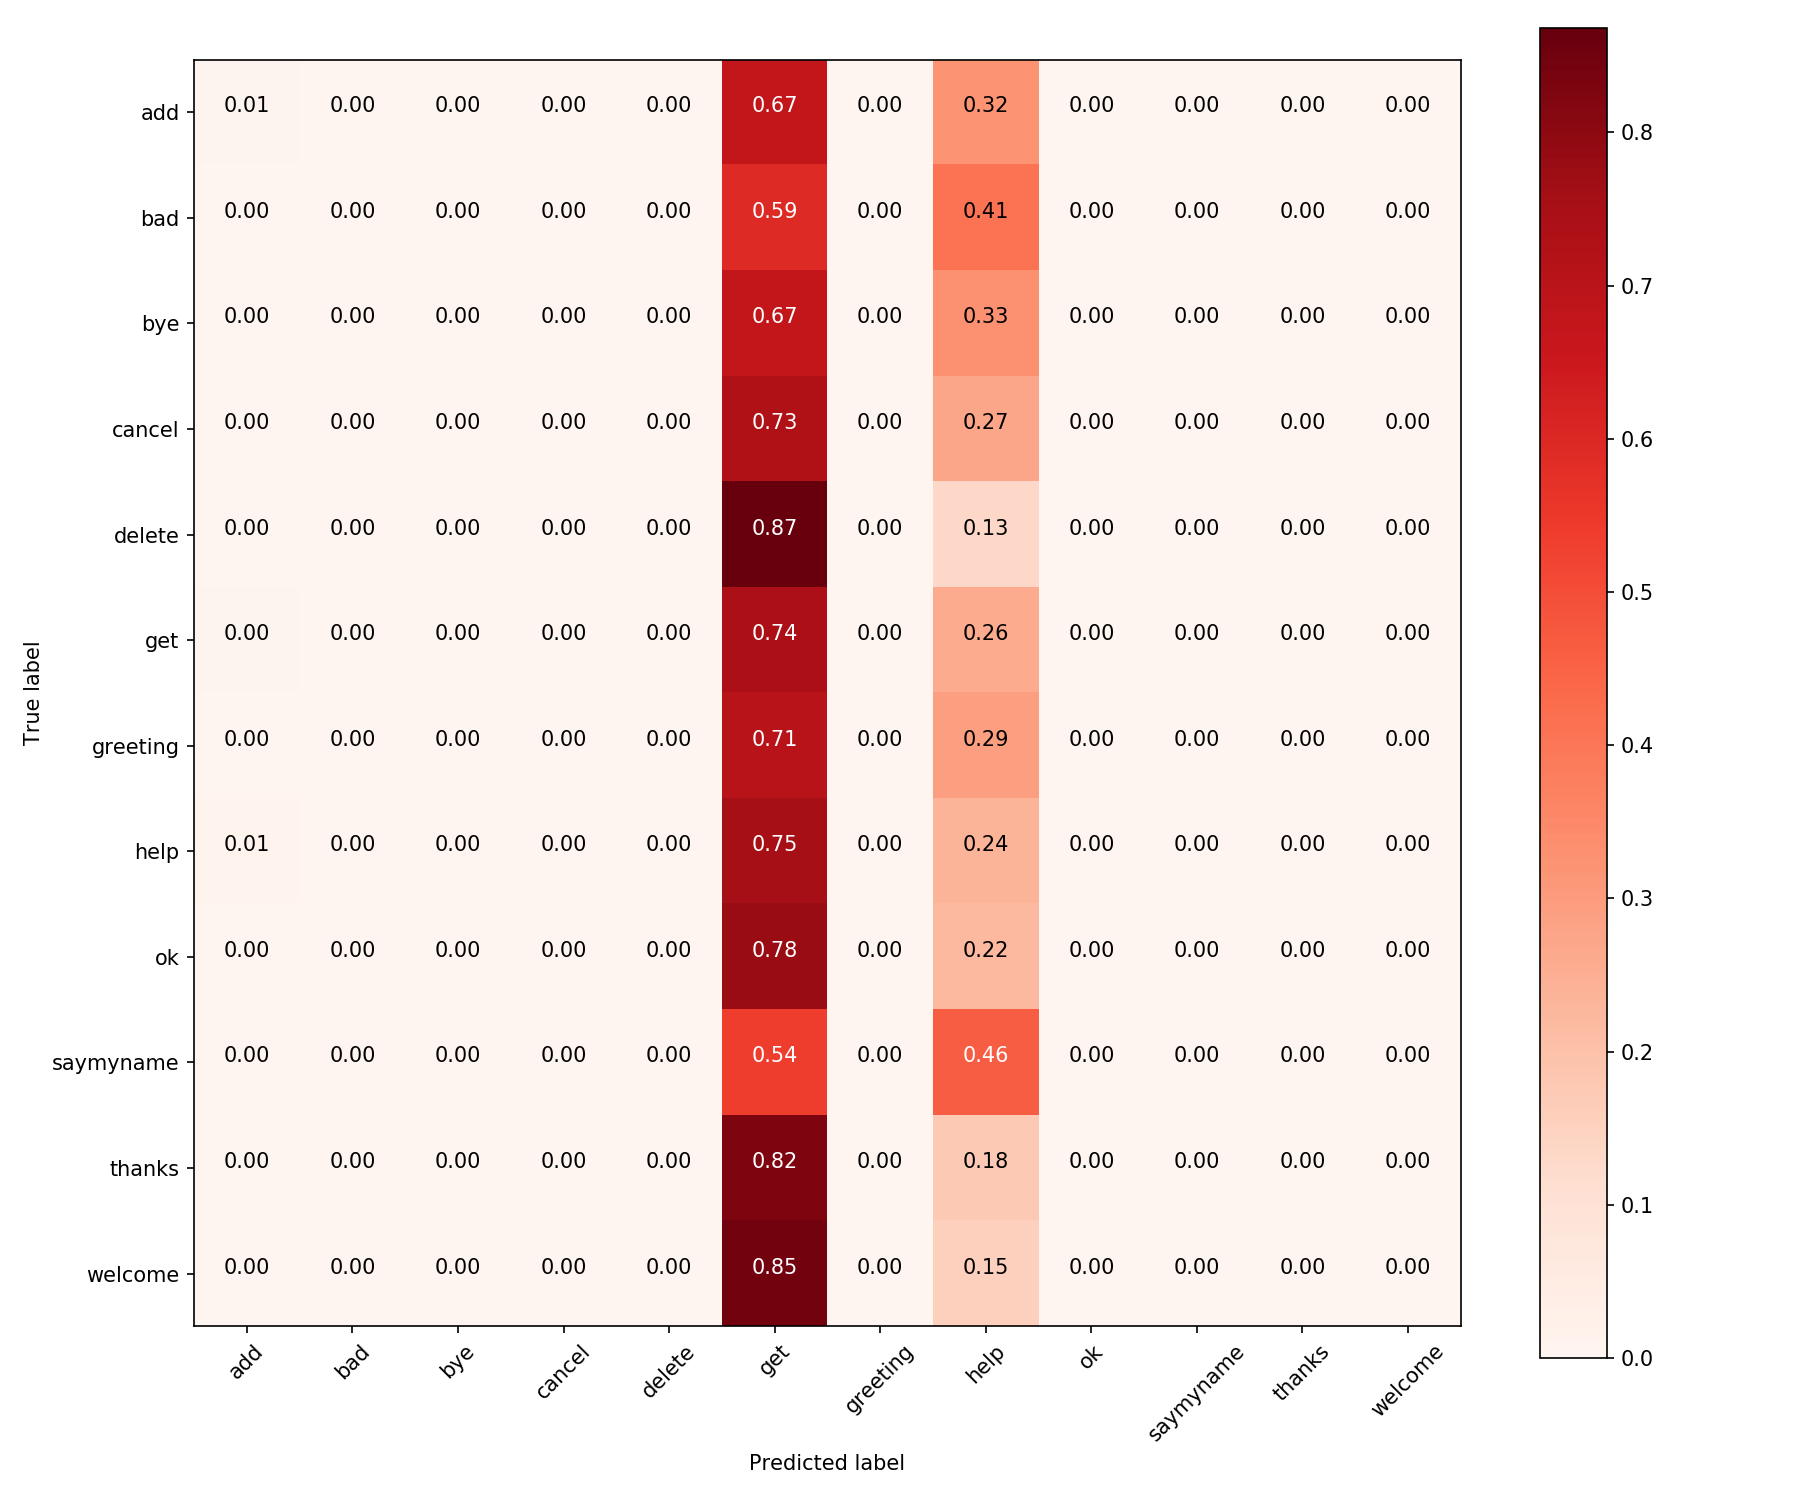 add 0.01 0.00 0.00 0.00 0.00 0.67 0.00 0.32 0.00 0.00 0.00 0.00
bad 0.00 0.00 0.00 0.00 0.00 0.59 0.00 0.41 0.00 0.00 0.00 0.00
bye 0.00 0.00 0.00 0.00 0.00 0.67 0.00 0.33 0.00 0.00 0.00 0.00
cancel 0.00 0.00 0.00 0.00 0.00 0.73 0.00 0.27 0.00 0.00 0.00 0.00
delete 0.00 0.00 0.00 0.00 0.00 0.87 0.00 0.13 0.00 0.00 0.00 0.00
get 0.00 0.00 0.00 0.00 0.00 0.74 0.00 0.26 0.00 0.00 0.00 0.00
greeting 0.00 0.00 0.00 0.00 0.00 0.71 0.00 0.29 0.00 0.00 0.00 0.00
help 0.01 0.00 0.00 0.00 0.00 0.75 0.00 0.24 0.00 0.00 0.00 0.00
ok 0.00 0.00 0.00 0.00 0.00 0.78 0.00 0.22 0.00 0.00 0.00 0.00
saymyname 0.00 0.00 0.00 0.00 0.00 0.54 0.00 0.46 0.00 0.00 0.00 0.00
thanks 0.00 0.00 0.00 0.00 0.00 0.82 0.00 0.18 0.00 0.00 0.00 0.00
welcome 0.00 0.00 0.00 0.00 0.00 0.85 0.00 0.15 0.00 0.00 0.00 0.00
add bad bye cancel delete get greeting help ok saymyname thanks welcome
Predicted label
True label
0.8
0.7
0.6
0.5
0.4
0.3
0.2
0.1
0.0